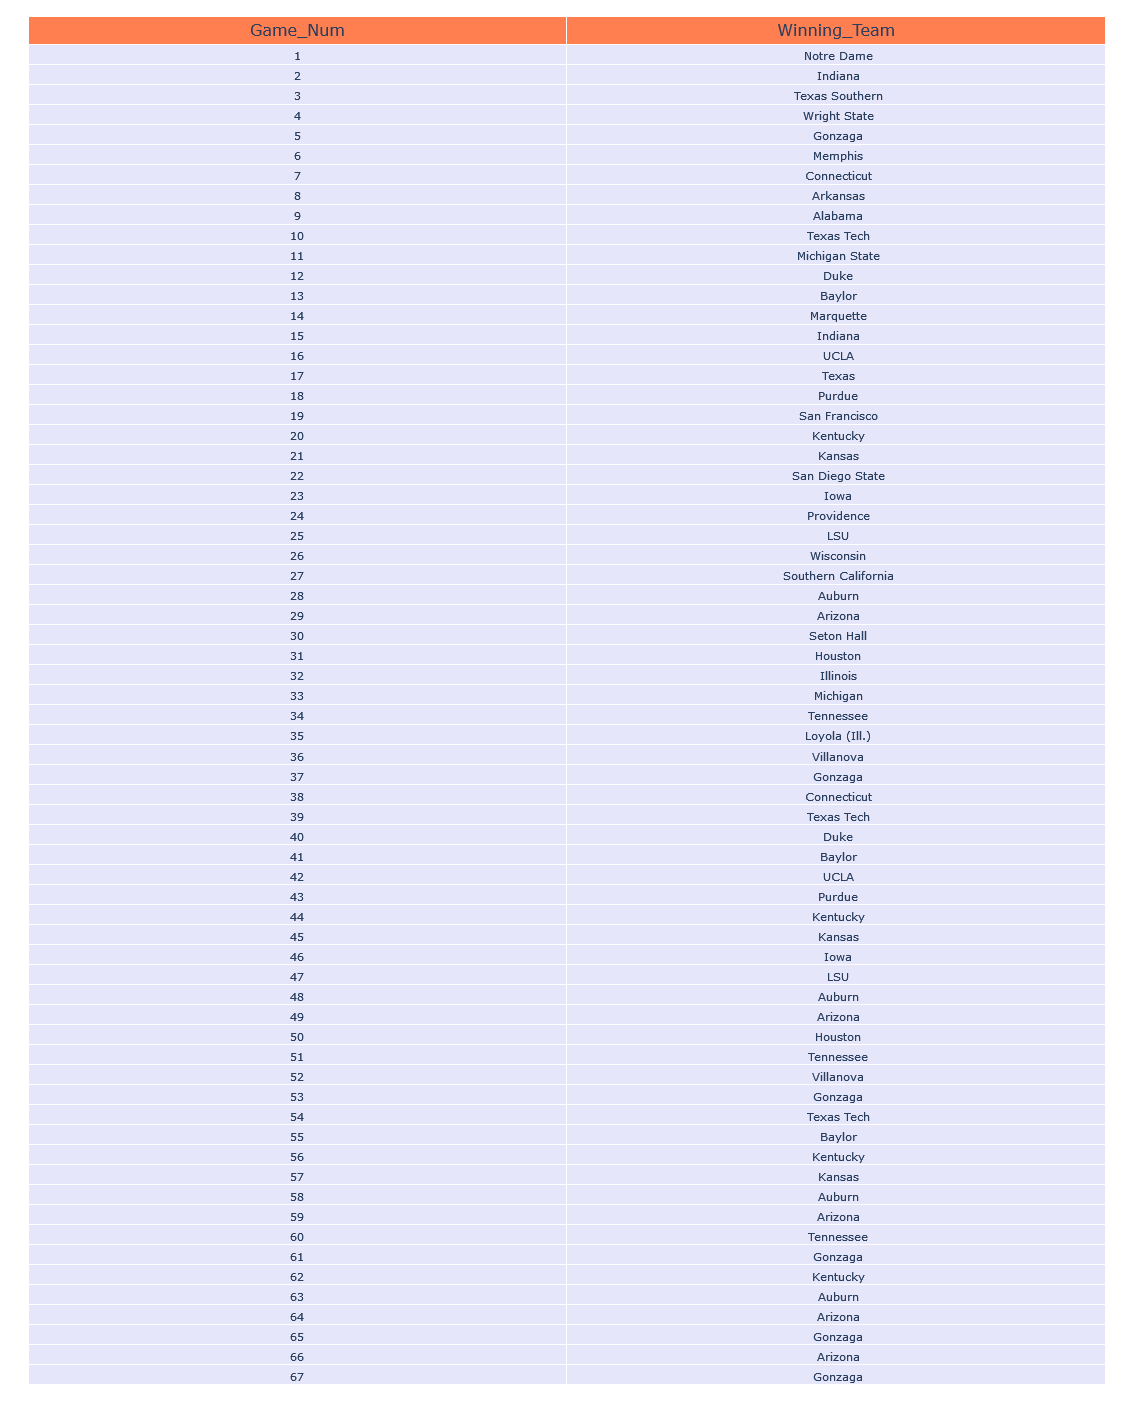 Game_Num Winning_Team
1 Notre Dame
2 Indiana
3 Texas Southern
4 Wright State
5 Gonzaga
6 Memphis
7 Connecticut
8 Arkansas
9 Alabama
10 Texas Tech
11 Michigan State
12 Duke
13 Baylor
14 Marquette
15 Indiana
16 UCLA
17 Texas
18 Purdue
19 San Francisco
20 Kentucky
21 Kansas
22 San Diego State
23 Iowa
24 Providence
25 LSU
26 Wisconsin
27 Southern California
28 Auburn
29 Arizona
30 Seton Hall
31 Houston
32 Illinois
33 Michigan
34 Tennessee
35 Loyola (Ill.)
36 Villanova
37 Gonzaga
38 Connecticut
39 Texas Tech
40 Duke
41 Baylor
42 UCLA
43 Purdue
44 Kentucky
45 Kansas
46 Iowa
47 LSU
48 Auburn
49 Arizona
50 Houston
51 Tennessee
52 Villanova
53 Gonzaga
54 Texas Tech
55 Baylor
56 Kentucky
57 Kansas
58 Auburn
59 Arizona
60 Tennessee
61 Gonzaga
62 Kentucky
63 Auburn
64 Arizona
65 Gonzaga
66 Arizona
67 Gonzaga